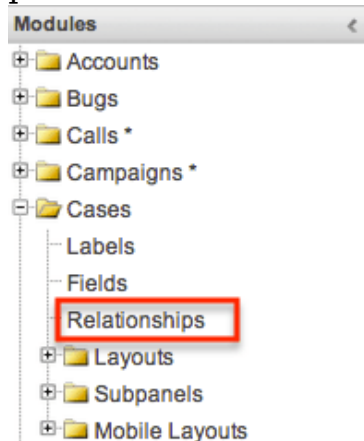 Modules
Accounts
Bugs
Calls *
Campaigns *
Cases
Labels
Fields
Relationships
Layouts
Subpanels
Mobile Layouts